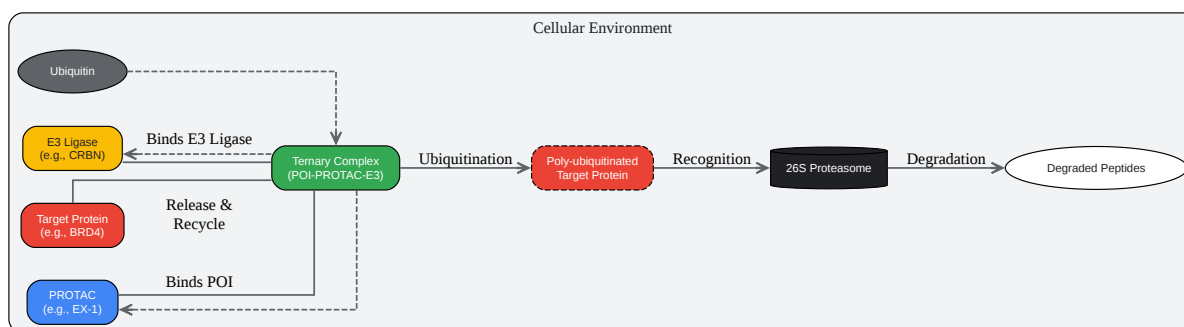 Cellular Environment
Ubiquitin
E3 Ligase
(e.g., CRBN)
Binds E3 Ligase
Ternary Complex
(POI-PROTAC-E3)
Ubiquitination
Poly-ubiquitinated
Target Protein
Recognition
26S Proteasome
Degradation
Degraded Peptides
Target Protein
(e.g., BRD4)
Release &
Recycle
PROTAC
(e.g., EX-1)
Binds POI